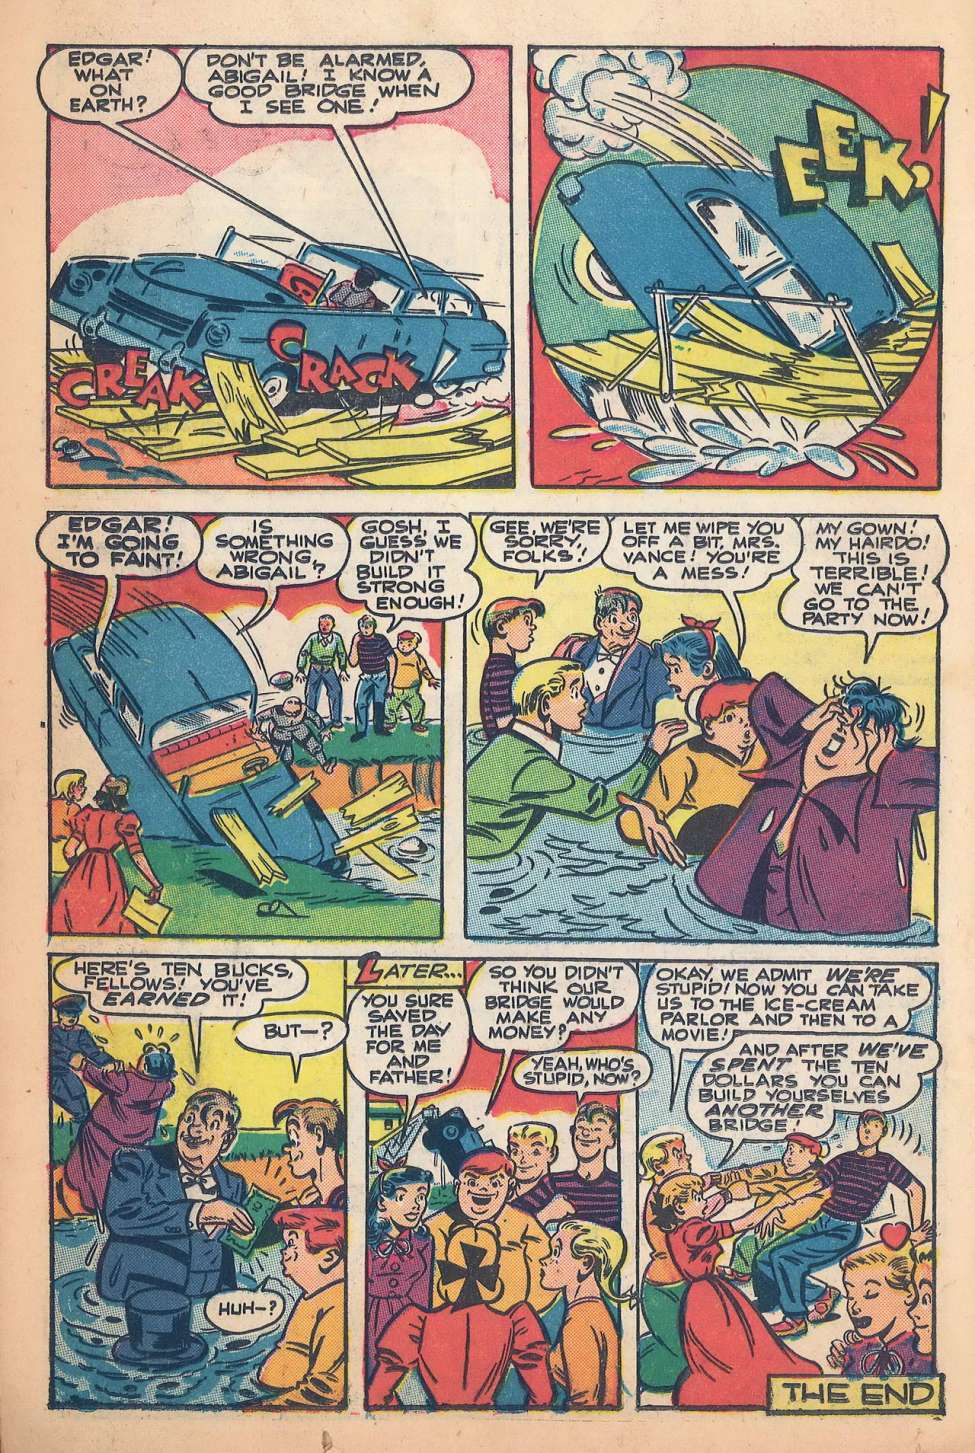 EDGAR!
WHAT
ON
EARTH?
DON'T BE ALARMED,
ABIGAIL! I KNOW A
GOOD BRIDGE WHEN
I SEE ONE!
CREAK
CRACK
EEEK!
EDGAR!
I'M GOING
TO FAINT!
IS
SOMETHING
WRONG,
ABIGAIL?
GOSH, I
GUESS WE
DIDN'T
BUILD IT
STRONG
ENOUGH!
GEE, WE'RE
SORRY,
FOLKS!
LET ME WIPE YOU
OFF A BIT, MRS.
VANCE! YOU'RE
A MESS!
MY GOWN!
MY HAIRDO!
THIS IS
TERRIBLE!
WE CAN'T
GO TO THE
PARTY NOW!
HERE'S TEN BUCKS,
FELLOWS! YOU'VE
EARNED IT!
BUT—?
HUH—?
LATER...
YOU SURE
SAVED
THE DAY
FOR ME
AND
FATHER!
SO YOU DIDN'T
THINK OUR
BRIDGE WOULD
MAKE ANY
MONEY?
YEAH, WHO'S
STUPID, NOW?
OKAY, WE ADMIT WE'RE
STUPID! NOW YOU CAN TAKE
US TO THE ICE-CREAM
PARLOR AND THEN TO A
MOVIE!
AND AFTER WE'VE
SPENT THE TEN
DOLLARS YOU CAN
BUILD YOURSELVES
ANOTHER
BRIDGE!
THE END